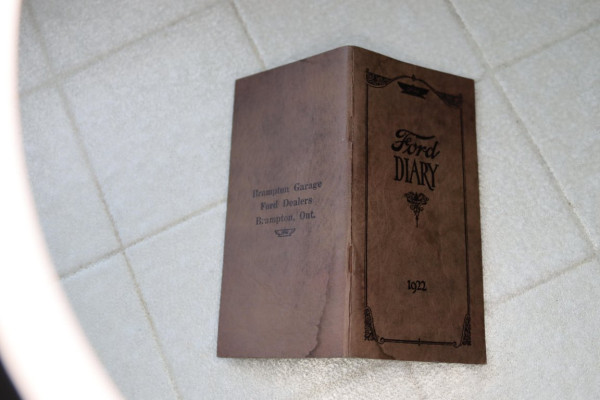 Brampton Garage
Ford Dealers
Brampton, Ont.
Ford
DIARY
1922